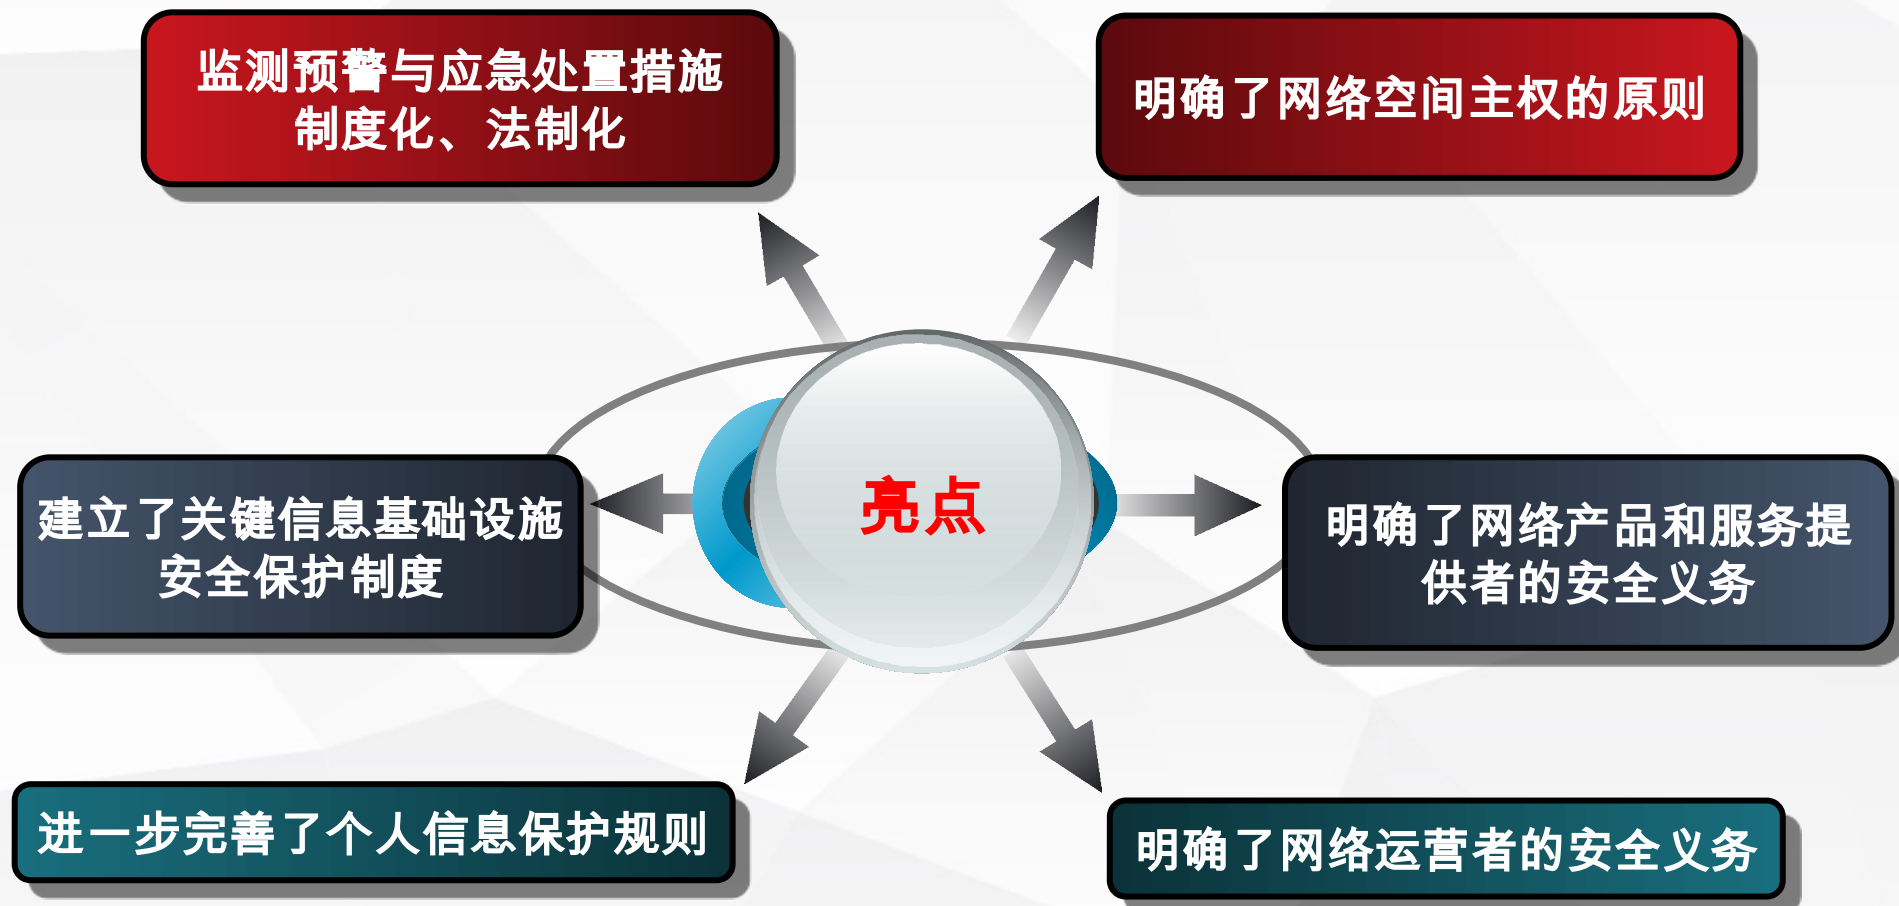 监测预警与应急处置措施
制度化、法制化
明确了网络空间主权的原则
建立了关键信息基础设施
安全保护制度
亮点
明确了网络产品和服务提
供者的安全义务
进一步完善了个人信息保护规则
明确了网络运营者的安全义务